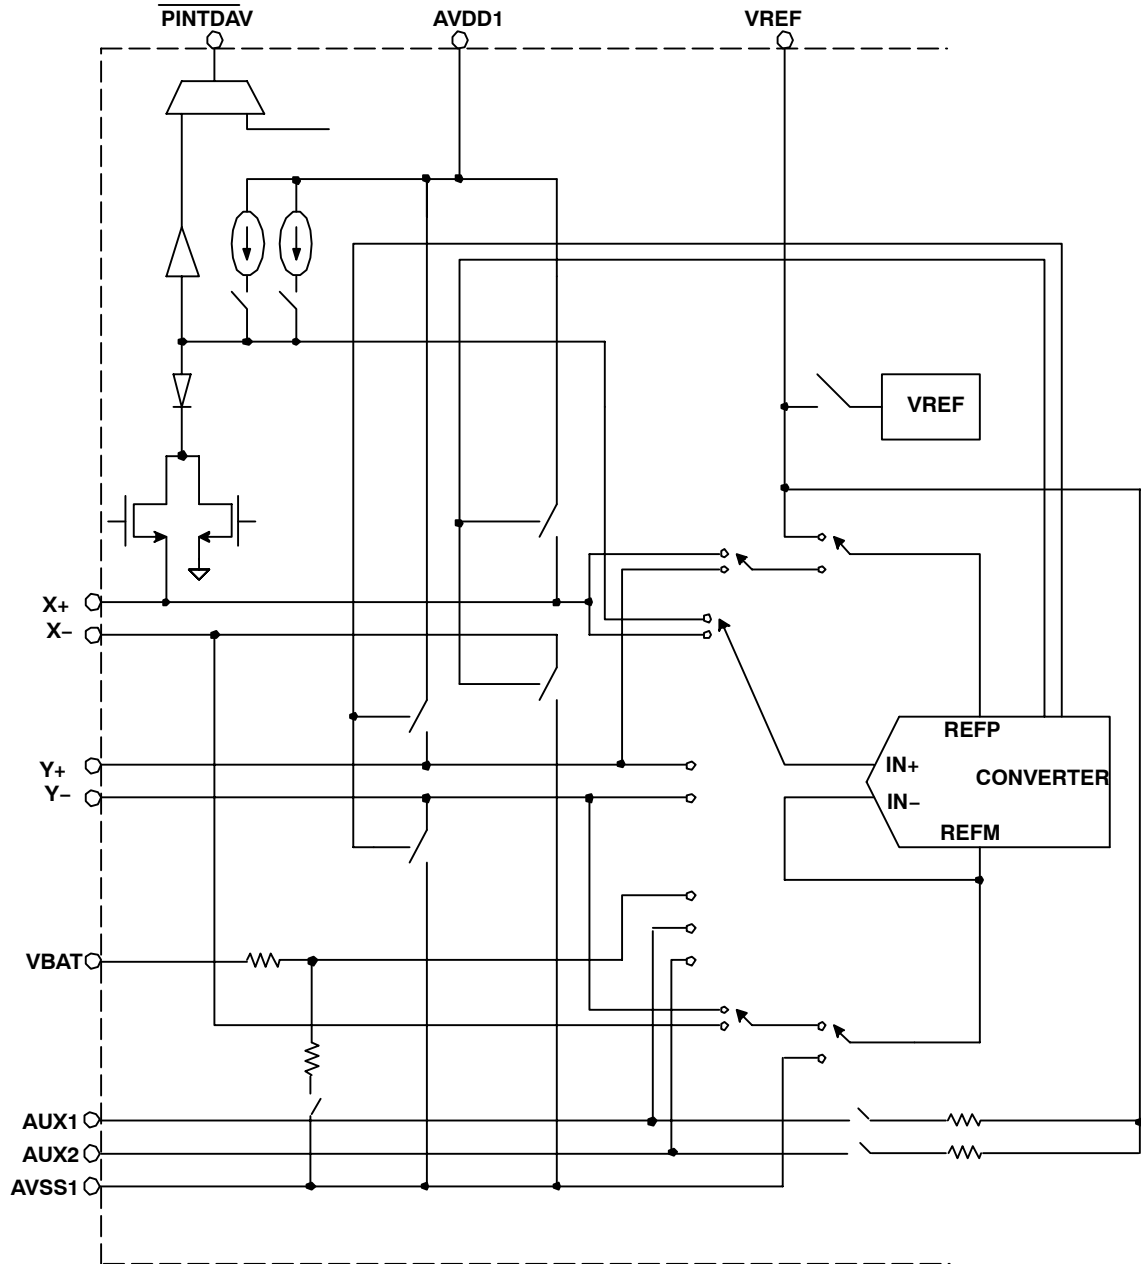 PINTDAV
AVDD1
VREF
VREF
X+
X−
REFP
Y+
IN+
CONVERTER
Y−
IN−
REFM
VBAT
AUX1
AUX2
AVSS1